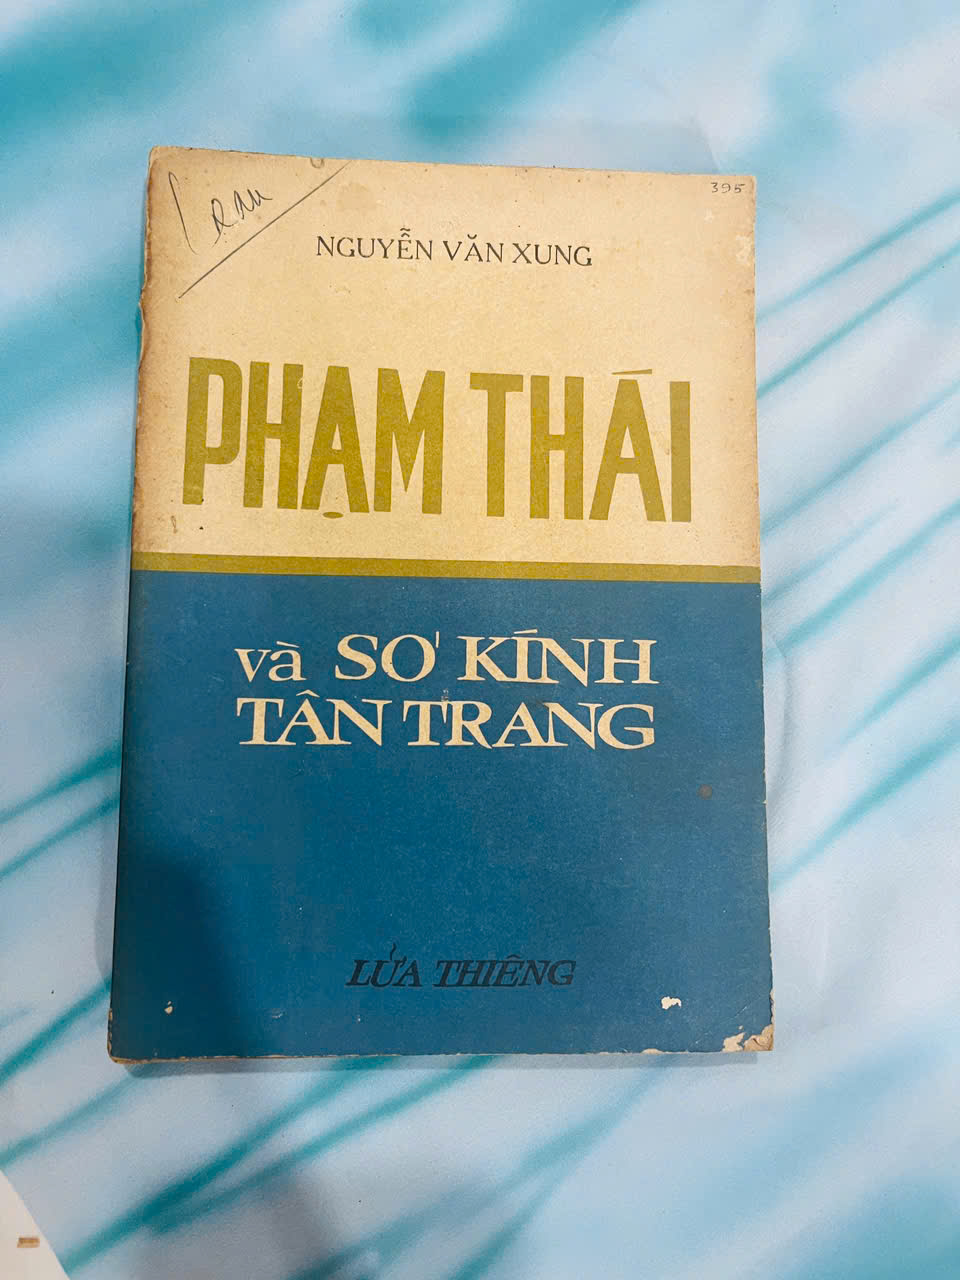 395
NGUYỄN VĂN XUNG
PHẠM THÁI
và SƠ KÍNH
TÂN TRANG
LỬA THIÊNG